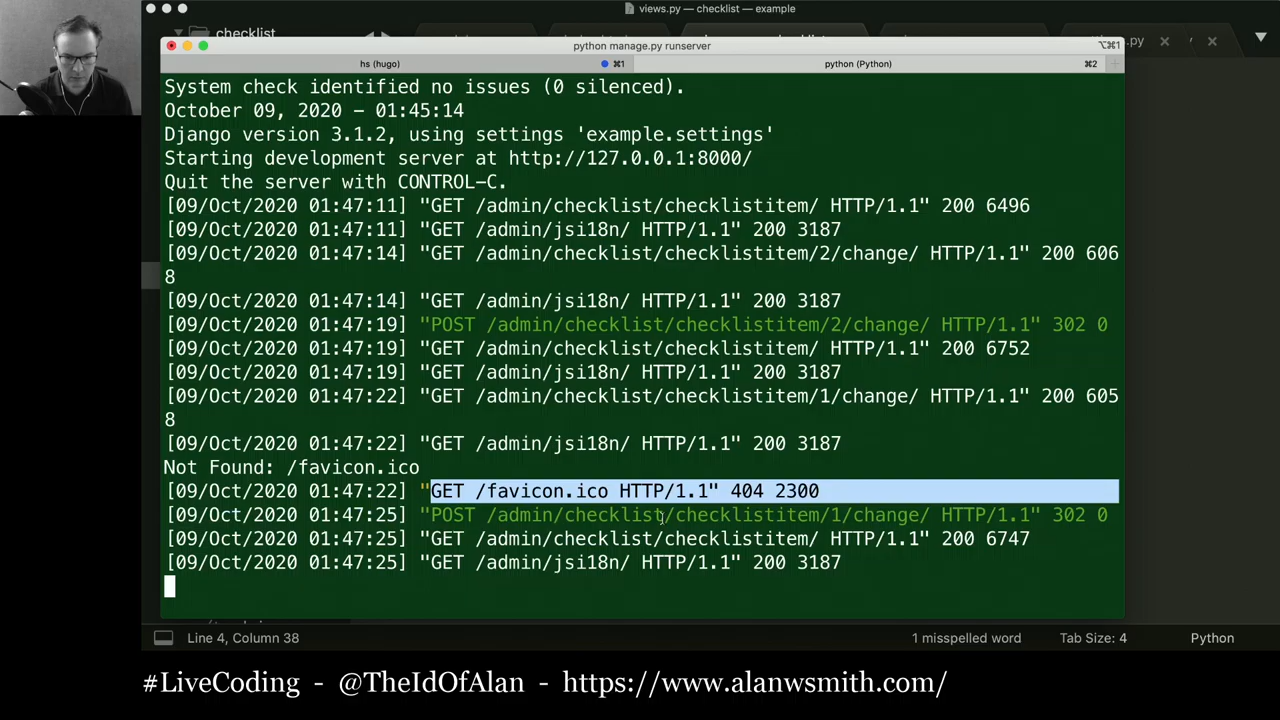 views.py — checklist — example
checklist
.py
python manage.py runserver
⌥⌘1
hs (hugo)
⌘1
python (Python)
⌘2
System check identified no issues (0 silenced).
October 09, 2020 - 01:45:14
Django version 3.1.2, using settings 'example.settings'
Starting development server at http://127.0.0.1:8000/
Quit the server with CONTROL-C.
[09/Oct/2020 01:47:11] "GET /admin/checklist/checklistitem/ HTTP/1.1" 200 6496
[09/Oct/2020 01:47:11] "GET /admin/jsi18n/ HTTP/1.1" 200 3187
[09/Oct/2020 01:47:14] "GET /admin/checklist/checklistitem/2/change/ HTTP/1.1" 200 606
8
[09/Oct/2020 01:47:14] "GET /admin/jsi18n/ HTTP/1.1" 200 3187
[09/Oct/2020 01:47:19] "POST /admin/checklist/checklistitem/2/change/ HTTP/1.1" 302 0
[09/Oct/2020 01:47:19] "GET /admin/checklist/checklistitem/ HTTP/1.1" 200 6752
[09/Oct/2020 01:47:19] "GET /admin/jsi18n/ HTTP/1.1" 200 3187
[09/Oct/2020 01:47:22] "GET /admin/checklist/checklistitem/1/change/ HTTP/1.1" 200 605
8
[09/Oct/2020 01:47:22] "GET /admin/jsi18n/ HTTP/1.1" 200 3187
Not Found: /favicon.ico
[09/Oct/2020 01:47:22] "GET /favicon.ico HTTP/1.1" 404 2300
[09/Oct/2020 01:47:25] "POST /admin/checklist/checklistitem/1/change/ HTTP/1.1" 302 0
[09/Oct/2020 01:47:25] "GET /admin/checklist/checklistitem/ HTTP/1.1" 200 6747
[09/Oct/2020 01:47:25] "GET /admin/jsi18n/ HTTP/1.1" 200 3187
Line 4, Column 38
1 misspelled word
Tab Size: 4
Python
#LiveCoding - @TheIdOfAlan - https://www.alanwsmith.com/